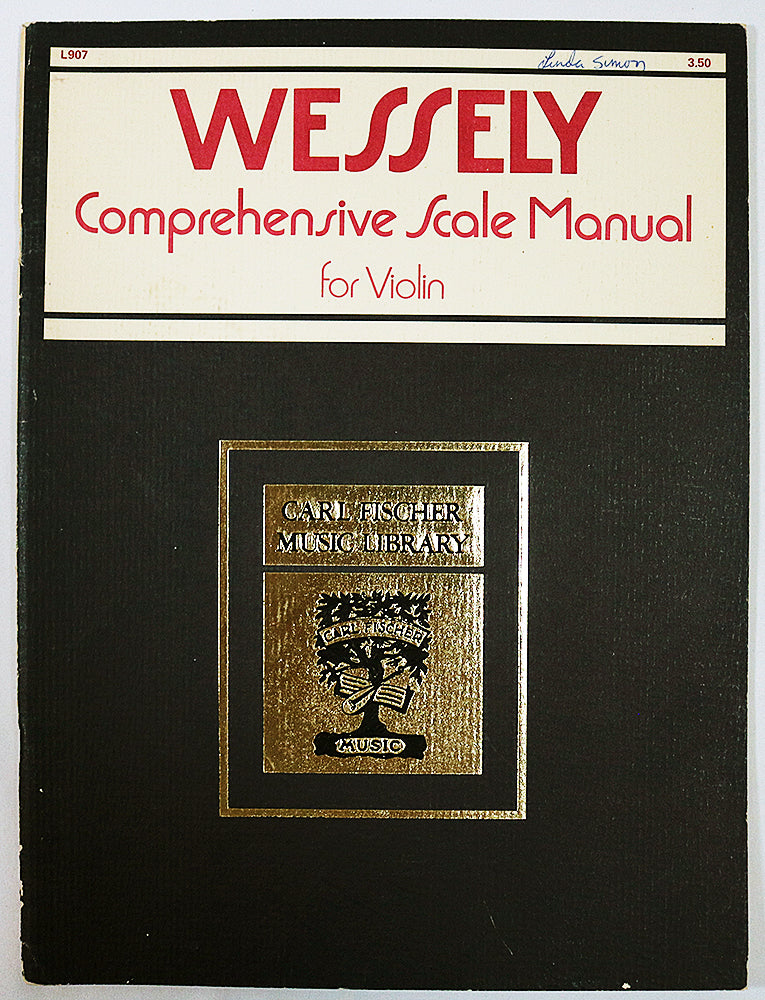 L907 Linda Simon 3.50
WESSELY
Comprehensive Scale Manual
for Violin
CARL FISCHER
MUSIC LIBRARY
CARL FISCHER
MUSIC